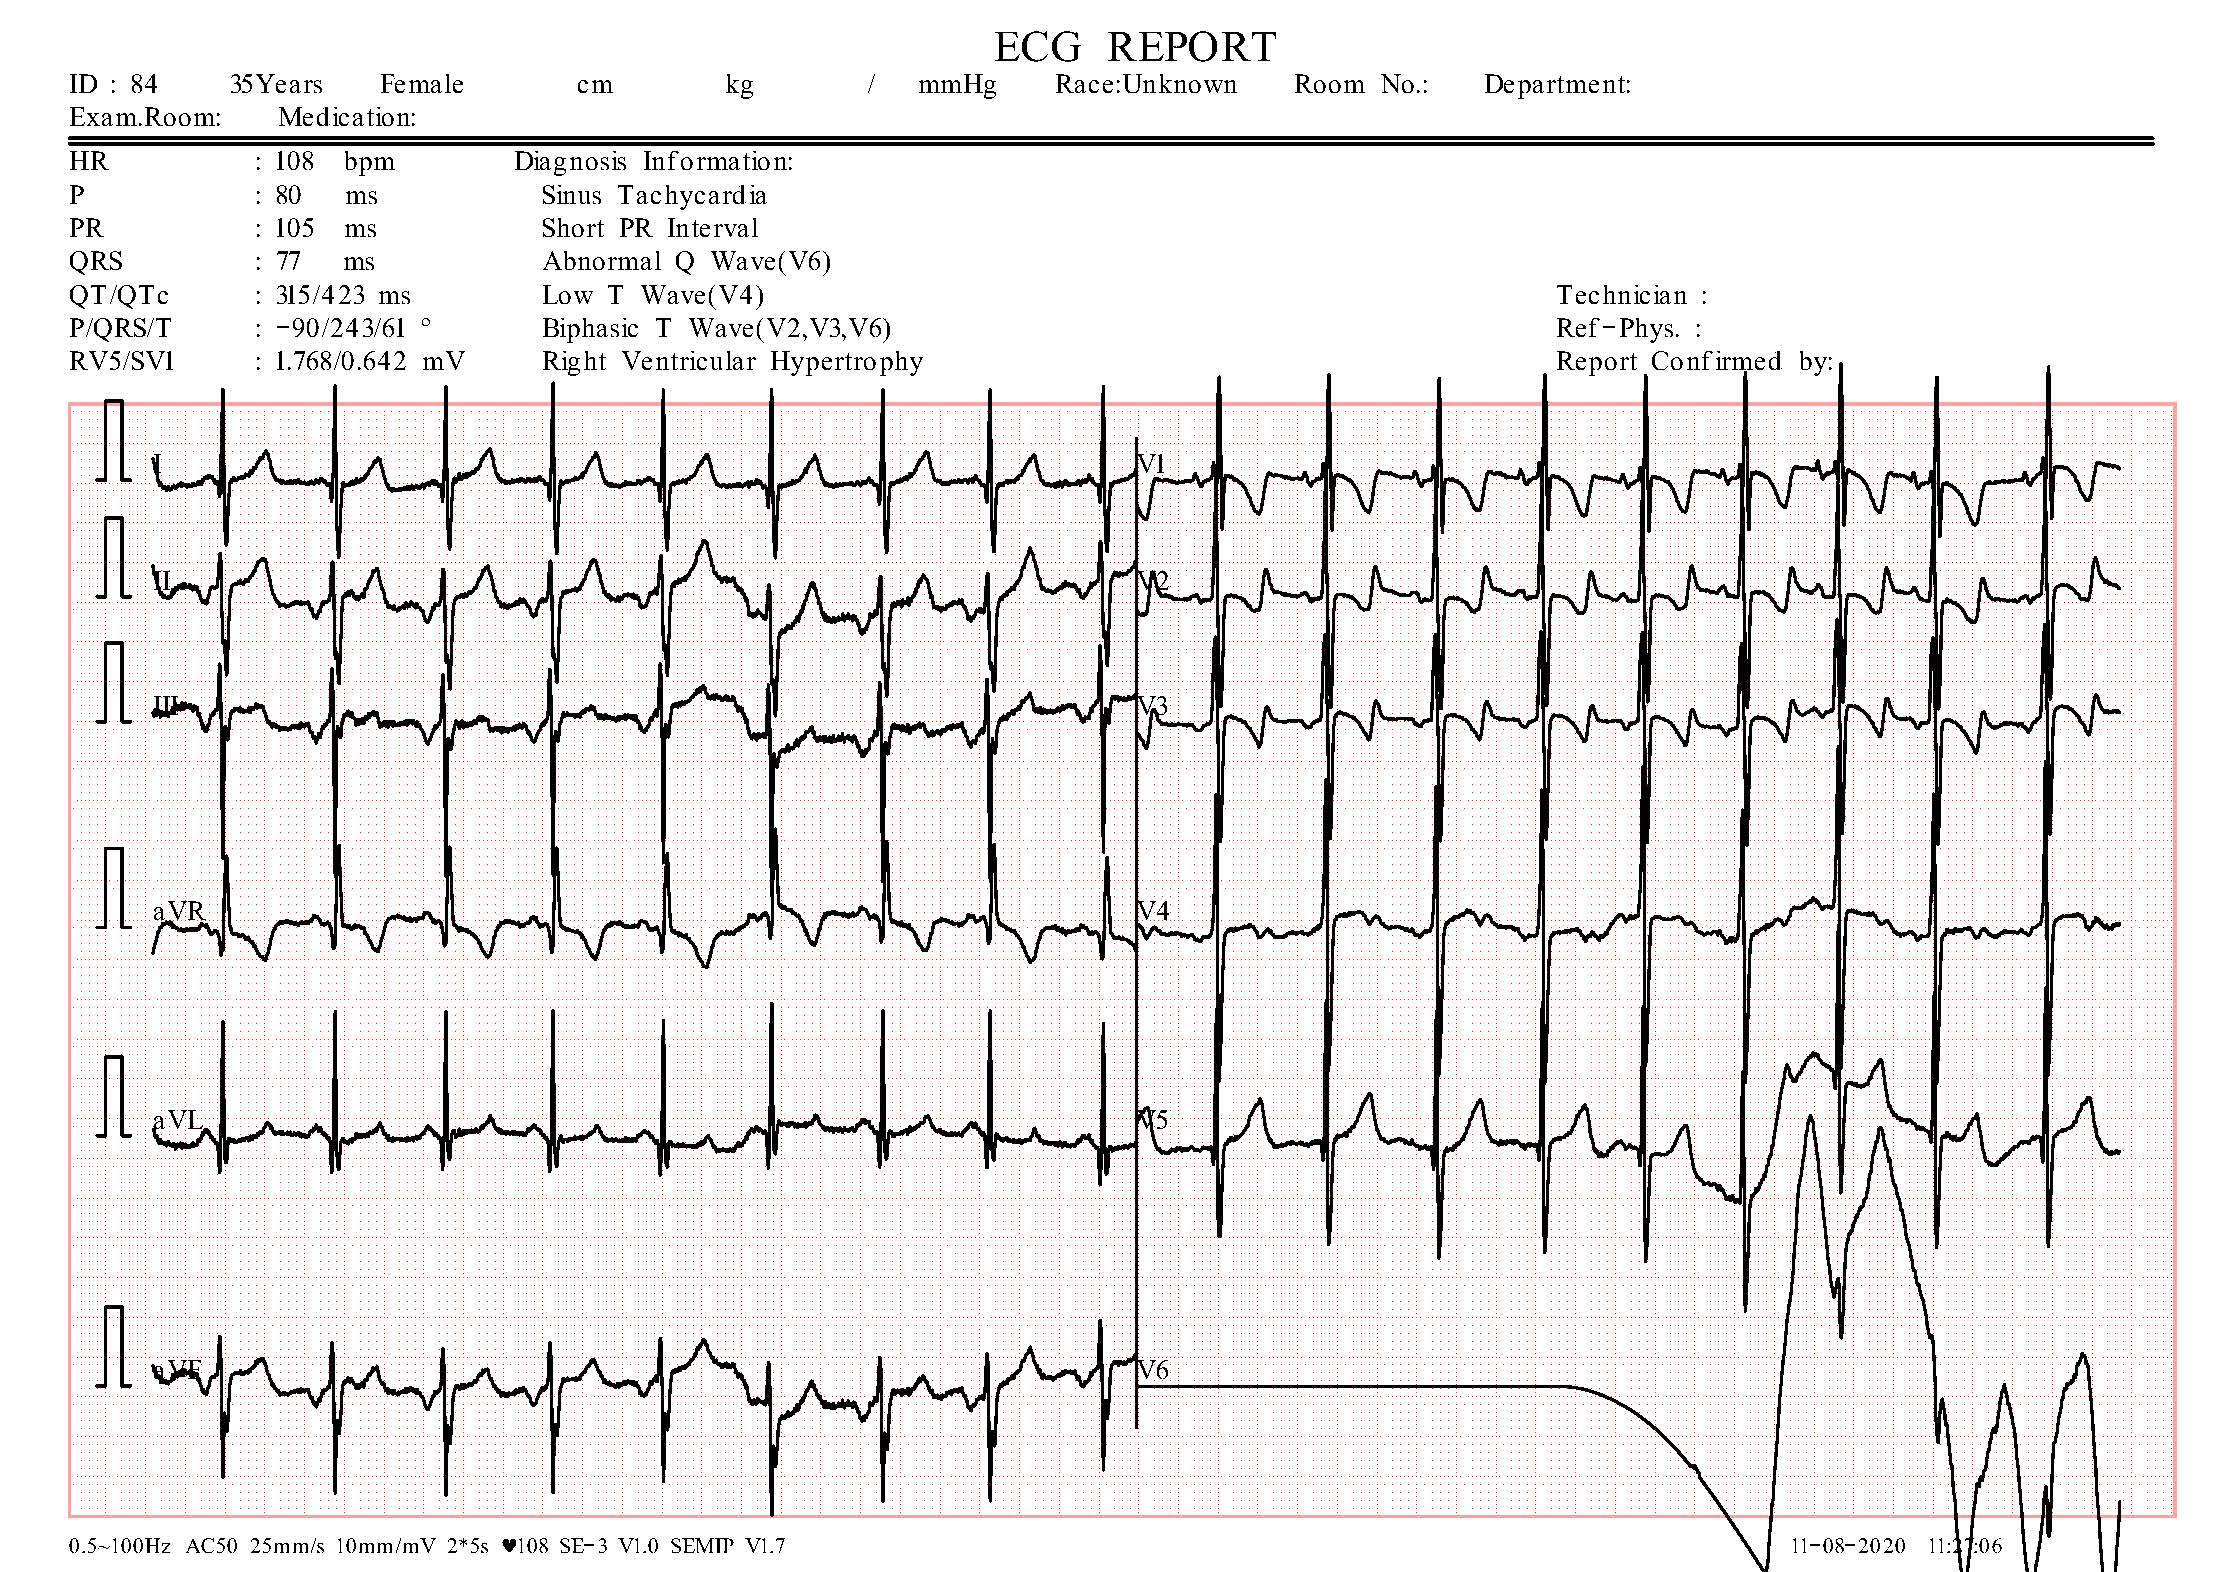 ECG REPORT
ID : 84 35Years Female cm kg / mmHg Race:Unknown Room No.: Department:
Exam.Room: Medication:
HR : 108 bpm Diagnosis Information:
P : 80 ms Sinus Tachycardia
PR : 105 ms Short PR Interval
QRS : 77 ms Abnormal Q Wave(V6)
QT/QTc : 315/423 ms Low T Wave(V4) Technician :
P/QRS/T : -90/243/61 ° Biphasic T Wave(V2,V3,V6) Ref-Phys. :
RV5/SV1 : 1.768/0.642 mV Right Ventricular Hypertrophy Report Confirmed by:
I V1
II V2
III V3
aVR V4
aVL V5
aVF V6
0.5~100Hz AC50 25mm/s 10mm/mV 2*5s ♥108 SE-3 V1.0 SEMIP V1.7 11-08-2020 11:27:06